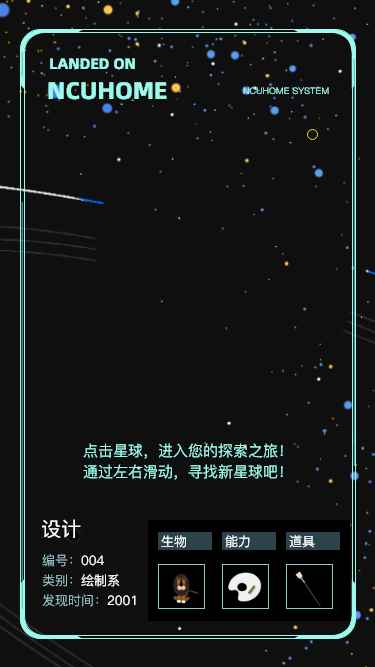 LANDED ON
NCUHOME
NCUHOME SYSTEM
点击星球，进入您的探索之旅！
通过左右滑动，寻找新星球吧！
设计
编号：004
类别：绘制系
发现时间：2001
生物 能力 道具